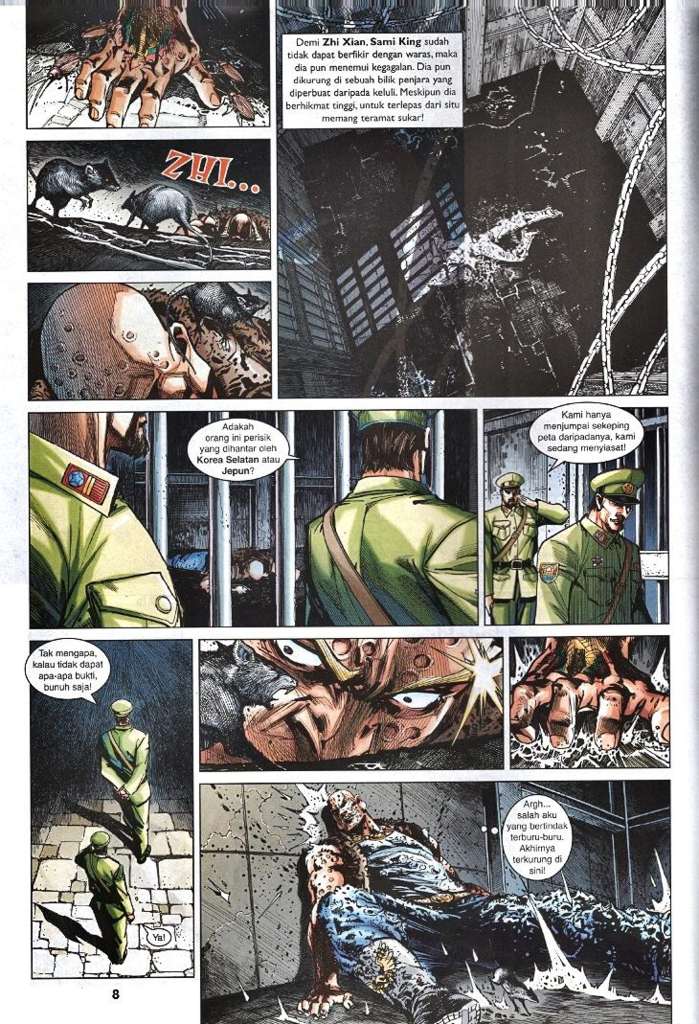 Demi Zhi Xian, Sami King sudah
tidak dapat berfikir dengan waras, maka
dia pun menemui kegagalan. Dia pun
dikurung di sebuah bilik penjara yang
diperbuat daripada keluli. Meskipun dia
berhikmat tinggi, untuk terlepas dari situ
memang teramat sukar!
ZHI...
Adakah
orang ini perisik
yang dihantar oleh
Korea Selatan atau
Jepun?
Kami hanya
menjumpai sekeping
peta daripadanya, kami
sedang menyiasat!
Tak mengapa,
kalau tidak dapat
apa-apa bukti,
bunuh saja!
Ya!
Argh...
salah aku
yang bertindak
terburu-buru.
Akhirnya
terkurung di
sini!
8